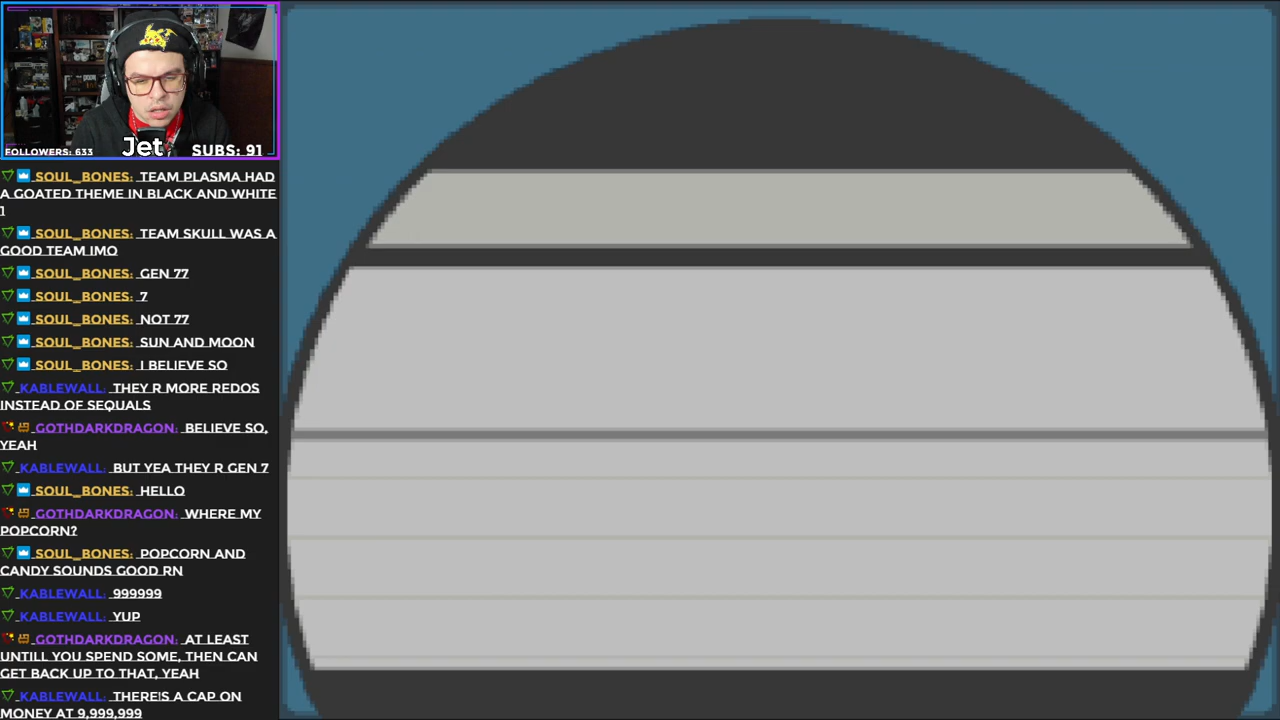 Jet
FOLLOWERS: 633
SUBS: 91
SOUL_BONES: TEAM PLASMA HAD
A GOATED THEME IN BLACK AND WHITE
1
SOUL_BONES: TEAM SKULL WAS A
GOOD TEAM IMO
SOUL_BONES: GEN 77
SOUL_BONES: 7
SOUL_BONES: NOT 77
SOUL_BONES: SUN AND MOON
SOUL_BONES: I BELIEVE SO
KABLEWALL: THEY R MORE REDOS
INSTEAD OF SEQUALS
GOTHDARKDRAGON: BELIEVE SO,
YEAH
KABLEWALL: BUT YEA THEY R GEN 7
SOUL_BONES: HELLO
GOTHDARKDRAGON: WHERE MY
POPCORN?
SOUL_BONES: POPCORN AND
CANDY SOUNDS GOOD RN
KABLEWALL: 999999
KABLEWALL: YUP
GOTHDARKDRAGON: AT LEAST
UNTILL YOU SPEND SOME, THEN CAN
GET BACK UP TO THAT, YEAH
KABLEWALL: THERE'S A CAP ON
MONEY AT 9,999,999